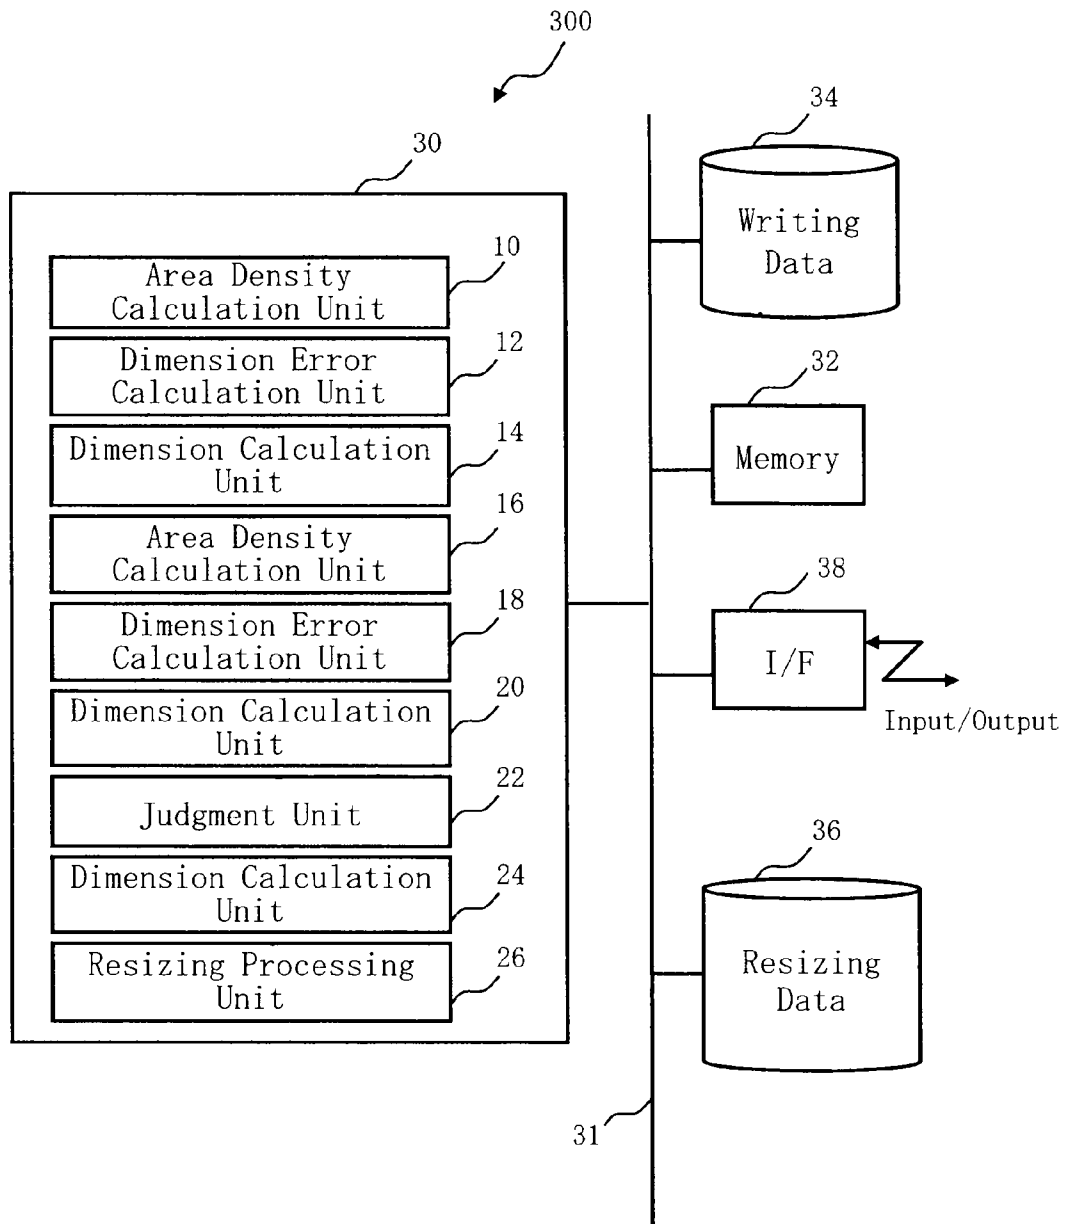 300
30
10
Area Density
Calculation Unit
12
Dimension Error
Calculation Unit
14
Dimension Calculation
Unit
16
Area Density
Calculation Unit
18
Dimension Error
Calculation Unit
20
Dimension Calculation
Unit
22
Judgment Unit
24
Dimension Calculation
Unit
26
Resizing Processing
Unit
31
34
Writing
Data
32
Memory
38
I/F
Input/Output
36
Resizing
Data